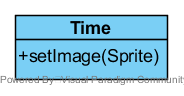 Time
+setImage(Sprite)
Powered By Visual Paradigm Community